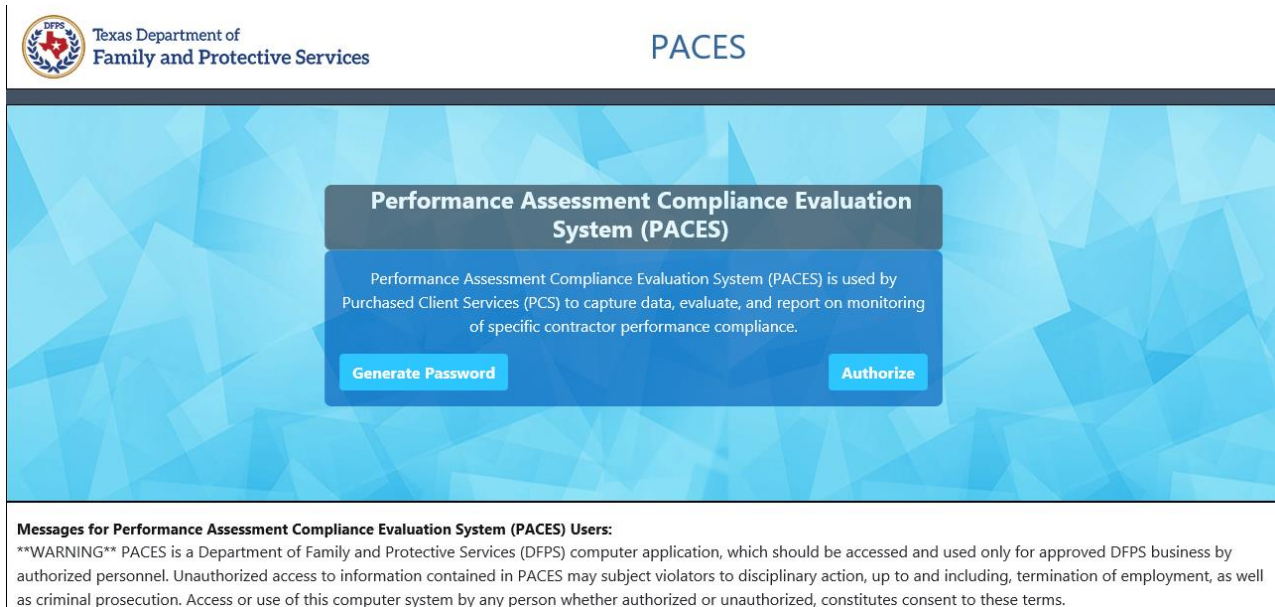 DFPS
Texas Department of
Family and Protective Services
PACES
Performance Assessment Compliance Evaluation
System (PACES)
Performance Assessment Compliance Evaluation System (PACES) is used by
Purchased Client Services (PCS) to capture data, evaluate, and report on monitoring
of specific contractor performance compliance.
Generate Password
Authorize
Messages for Performance Assessment Compliance Evaluation System (PACES) Users:
**WARNING** PACES is a Department of Family and Protective Services (DFPS) computer application, which should be accessed and used only for approved DFPS business by
authorized personnel. Unauthorized access to information contained in PACES may subject violators to disciplinary action, up to and including, termination of employment, as well
as criminal prosecution. Access or use of this computer system by any person whether authorized or unauthorized, constitutes consent to these terms.